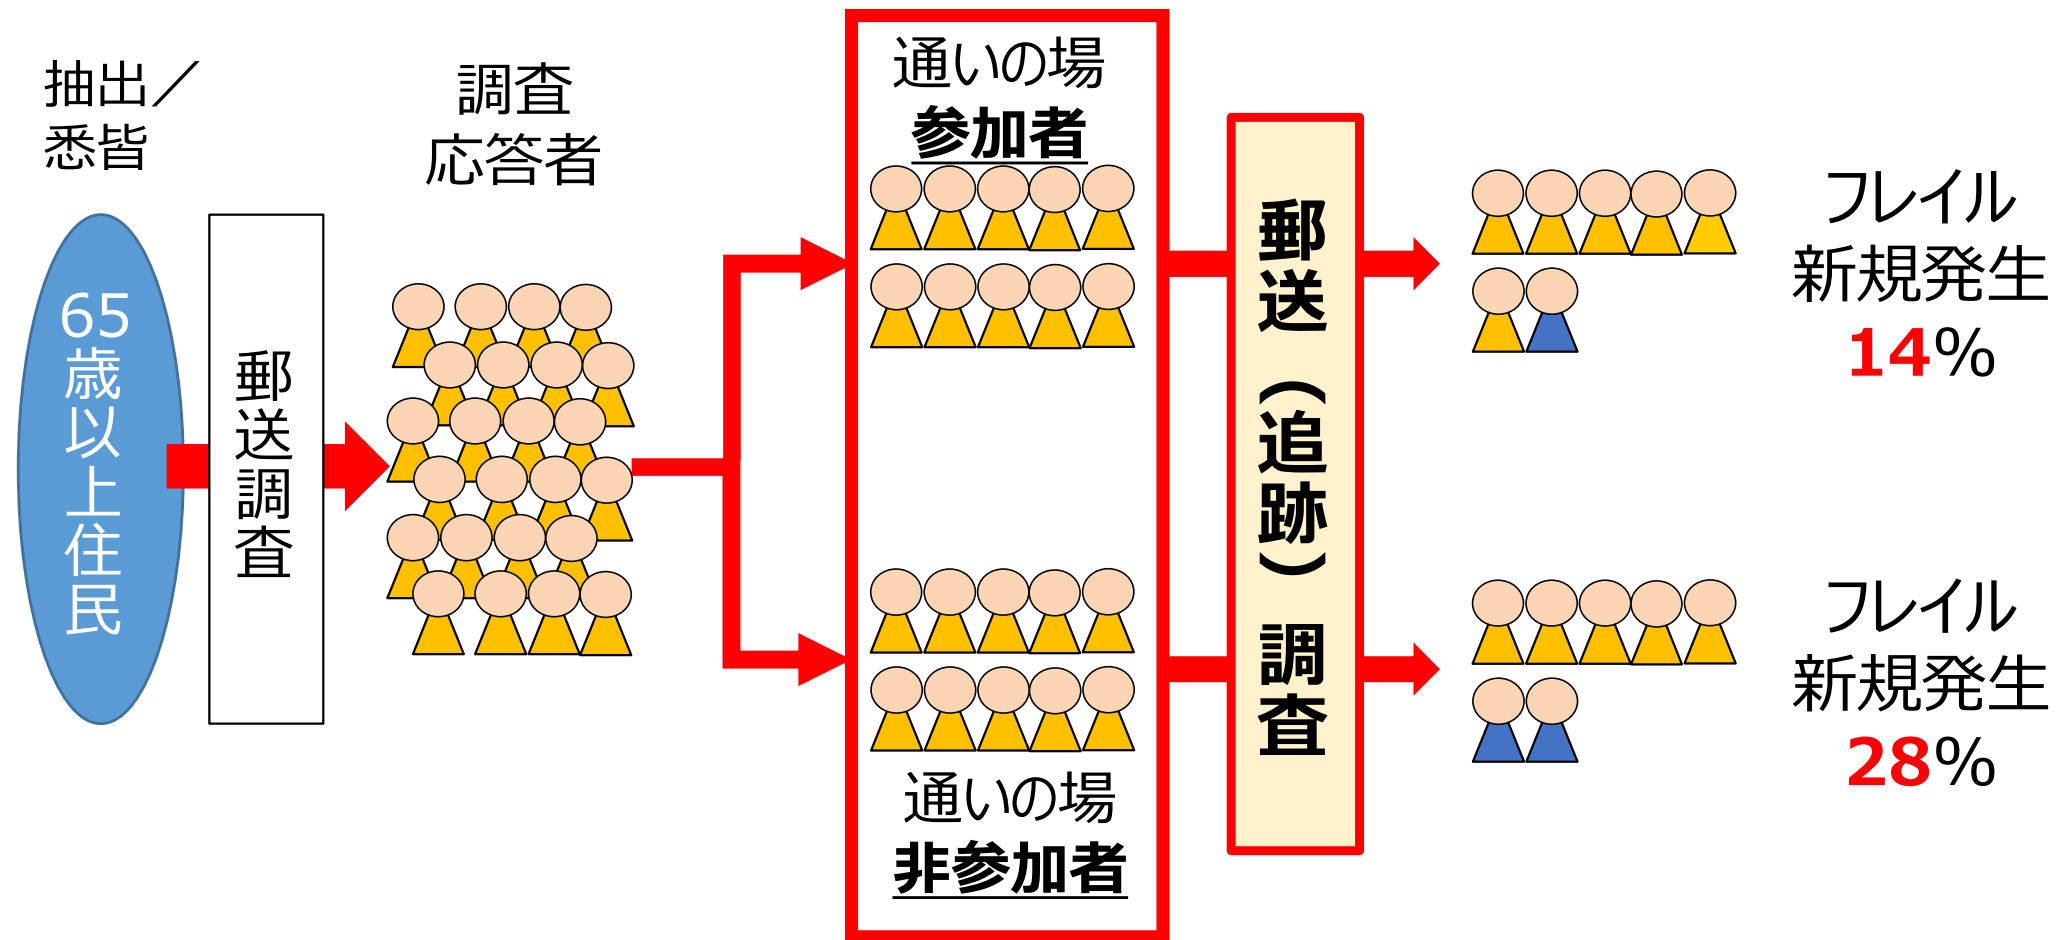 抽出／
悉皆
65
歳以上住民
郵送調査
調査
応答者
通いの場
参加者
通いの場
非参加者
郵送（追跡）調査
フレイル
新規発生
14%
フレイル
新規発生
28%